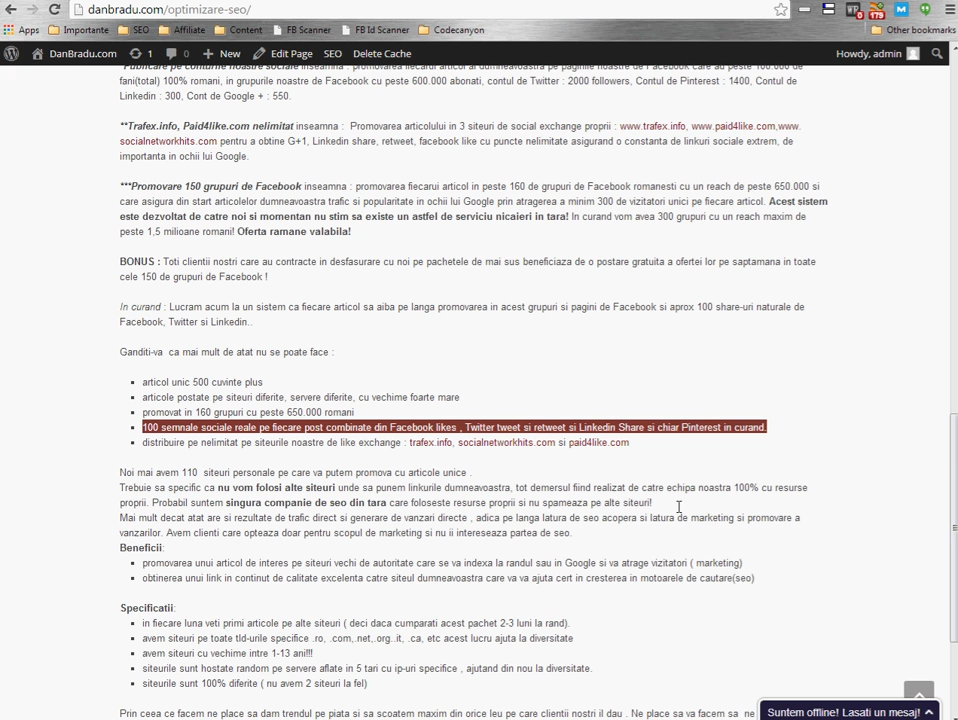 danbradu.com/optimizare-seo/
Apps Importante SEO Affiliate Content FB Scanner FB Id Scanner Codecanyon Other bookmarks
DanBradu.com 1 New Edit Page SEO Delete Cache Howdy, admin
*Publicare pe conturile noastre sociale inseamna: promovarea fiecarui articol al dumneavoastra pe paginile noastre de Facebook care au peste 100.000 de
fani(total) 100% romani, in grupurile noastre de Facebook cu peste 600.000 abonati, contul de Twitter : 2000 followers, Contul de Pinterest : 1400, Contul de
Linkedin : 300, Cont de Google + : 550.
**Trafex.info, Paid4like.com nelimitat inseamna : Promovarea articolului in 3 siteuri de social exchange proprii : www.trafex.info, www.paid4like.com,www.
socialnetworkhits.com pentru a obtine G+1, Linkedin share, retweet, facebook like cu puncte nelimitate asigurand o constanta de linkuri sociale extrem, de
importanta in ochii lui Google.
***Promovare 150 grupuri de Facebook inseamna : promovarea fiecarui articol in peste 160 de grupuri de Facebook romanesti cu un reach de peste 650.000 si
care asigura din start articolelor dumneavoastra trafic si popularitate in ochii lui Google prin atragerea a minim 300 de vizitatori unici pe fiecare articol. Acest sistem
este dezvoltat de catre noi si momentan nu stim sa existe un astfel de serviciu nicaieri in tara! In curand vom avea 300 grupuri cu un reach maxim de
peste 1,5 milioane romani! Oferta ramane valabila!
BONUS : Toti clientii nostri care au contracte in desfasurare cu noi pe pachetele de mai sus beneficiaza de o postare gratuita a ofertei lor pe saptamana in toate
cele 150 de grupuri de Facebook !
In curand : Lucram acum la un sistem ca fiecare articol sa aiba pe langa promovarea in acest grupuri si pagini de Facebook si aprox 100 share-uri naturale de
Facebook, Twitter si Linkedin..
Ganditi-va ca mai mult de atat nu se poate face :
articol unic 500 cuvinte plus
articole postate pe siteuri diferite, servere diferite, cu vechime foarte mare
promovat in 160 grupuri cu peste 650.000 romani
100 semnale sociale reale pe fiecare post combinate din Facebook likes , Twitter tweet si retweet si Linkedin Share si chiar Pinterest in curand.
distribuire pe nelimitat pe siteurile noastre de like exchange : trafex.info, socialnetworkhits.com si paid4like.com
Noi mai avem 110 siteuri personale pe care va putem promova cu articole unice .
Trebuie sa specific ca nu vom folosi alte siteuri unde sa punem linkurile dumneavoastra, tot demersul fiind realizat de catre echipa noastra 100% cu resurse
proprii. Probabil suntem singura companie de seo din tara care foloseste resurse proprii si nu spameaza pe alte siteuri!
Mai mult decat atat are si rezultate de trafic direct si generare de vanzari directe , adica pe langa latura de seo acopera si latura de marketing si promovare a
vanzarilor. Avem clienti care opteaza doar pentru scopul de marketing si nu ii intereseaza partea de seo.
Beneficii:
promovarea unui articol de interes pe siteuri vechi de autoritate care se va indexa la randul sau in Google si va atrage vizitatori ( marketing)
obtinerea unui link in continut de calitate excelenta catre siteul dumneavoastra care va va ajuta cert in cresterea in motoarele de cautare(seo)
Specificatii:
in fiecare luna veti primi articole pe alte siteuri ( deci daca cumparati acest pachet 2-3 luni la rand).
avem siteuri pe toate tld-urile specifice .ro, .com,.net,.org..it, .ca, etc acest lucru ajuta la diversitate
avem siteuri cu vechime intre 1-13 ani!!!
siteurile sunt hostate random pe servere aflate in 5 tari cu ip-uri specifice , ajutand din nou la diversitate.
siteurile sunt 100% diferite ( nu avem 2 siteuri la fel)
Prin ceea ce facem ne place sa dam trendul pe piata si sa scoatem maxim din orice leu pe care clientii nostri il dau . Ne place sa va facem sa ne
Suntem offline! Lasati un mesaj!